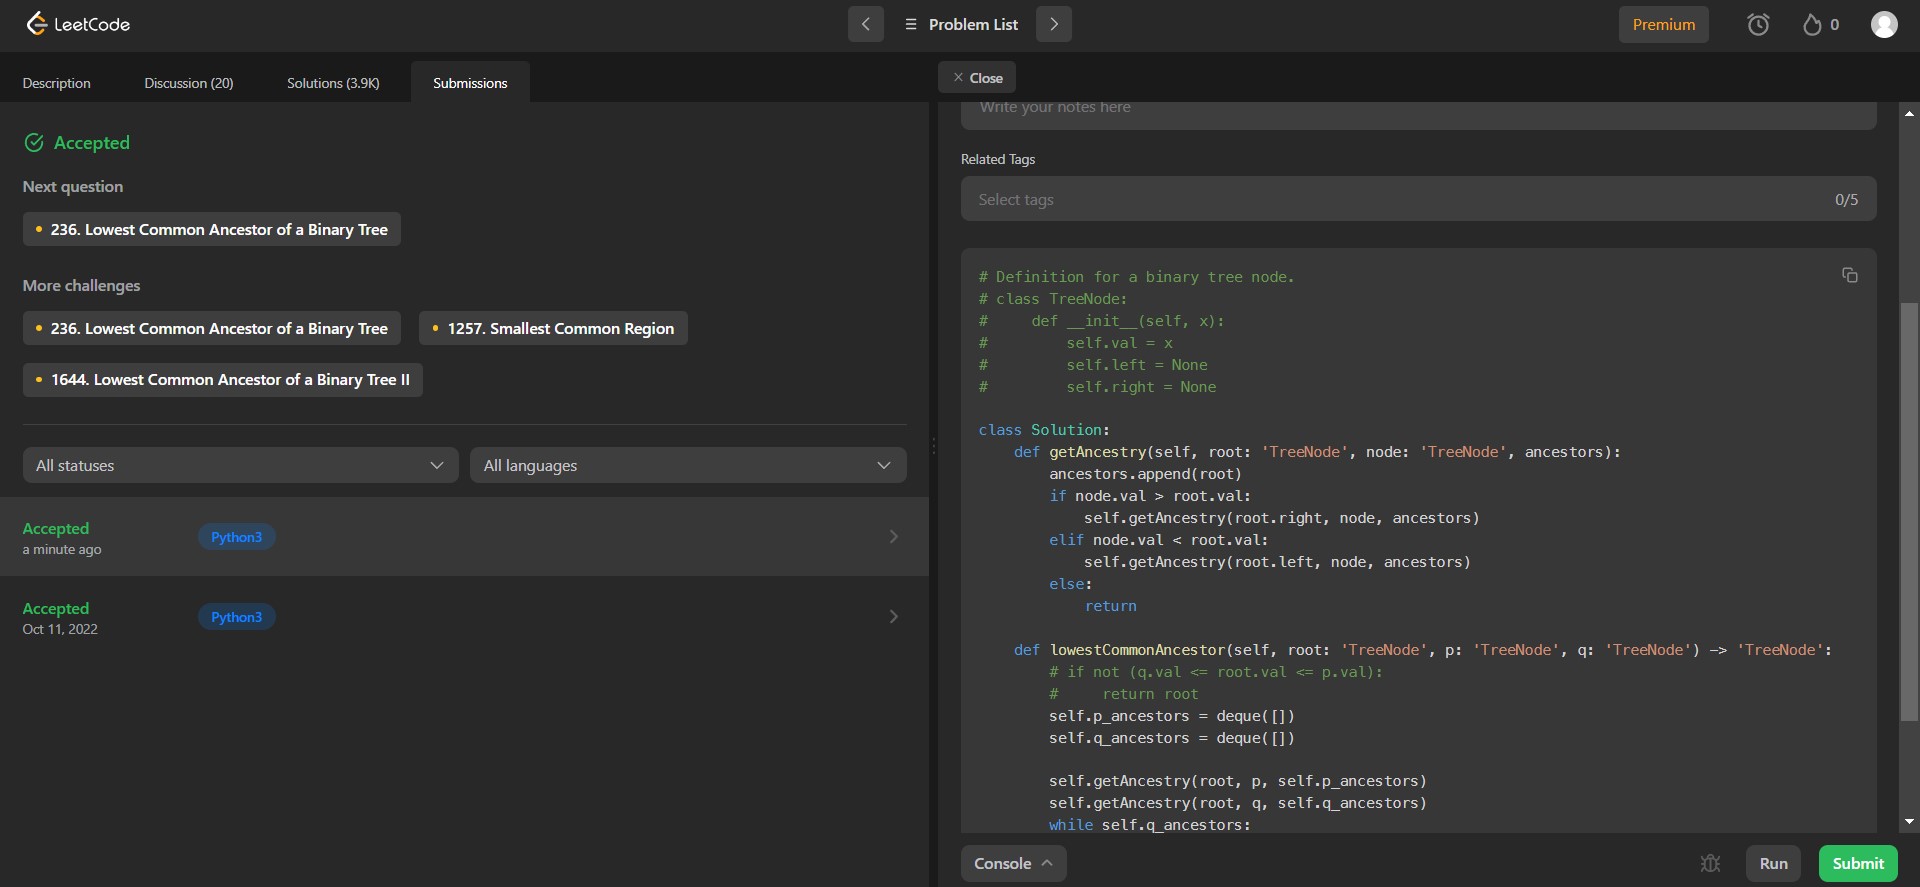 LeetCode
Problem List
Premium
0
Description
Discussion (20)
Solutions (3.9K)
Submissions
Close
Accepted
Next question
236. Lowest Common Ancestor of a Binary Tree
More challenges
236. Lowest Common Ancestor of a Binary Tree
1257. Smallest Common Region
1644. Lowest Common Ancestor of a Binary Tree II
All statuses
All languages
Accepted
a minute ago
Python3
Accepted
Oct 11, 2022
Python3
Write your notes here
Related Tags
Select tags
0/5
# Definition for a binary tree node.
# class TreeNode:
#     def __init__(self, x):
#         self.val = x
#         self.left = None
#         self.right = None
class Solution:
    def getAncestry(self, root: 'TreeNode', node: 'TreeNode', ancestors):
        ancestors.append(root)
        if node.val > root.val:
            self.getAncestry(root.right, node, ancestors)
        elif node.val < root.val:
            self.getAncestry(root.left, node, ancestors)
        else:
            return
    def lowestCommonAncestor(self, root: 'TreeNode', p: 'TreeNode', q: 'TreeNode') -> 'TreeNode':
        # if not (q.val <= root.val <= p.val):
        #     return root
        self.p_ancestors = deque([])
        self.q_ancestors = deque([])
        self.getAncestry(root, p, self.p_ancestors)
        self.getAncestry(root, q, self.q_ancestors)
        while self.q_ancestors:
Console
Run
Submit